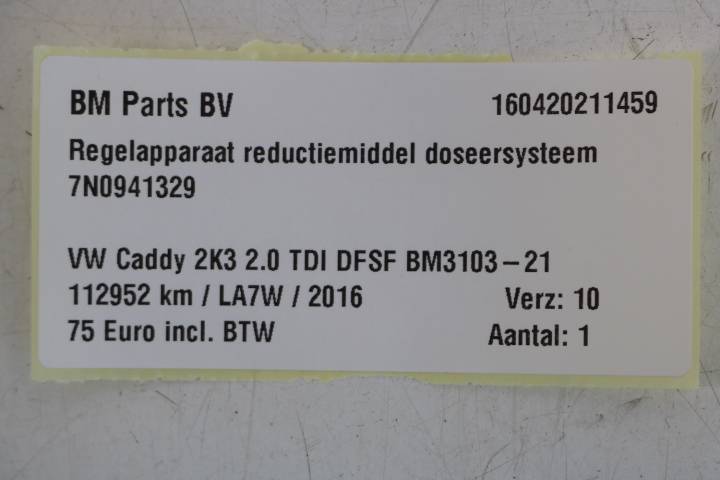 BM Parts BV 160420211459
Regelapparaat reductiemiddel doseersysteem
7N0941329
VW Caddy 2K3 2.0 TDI DFSF BM3103-21
112952 km / LA7W / 2016 Verz: 10
75 Euro incl. BTW Aantal: 1